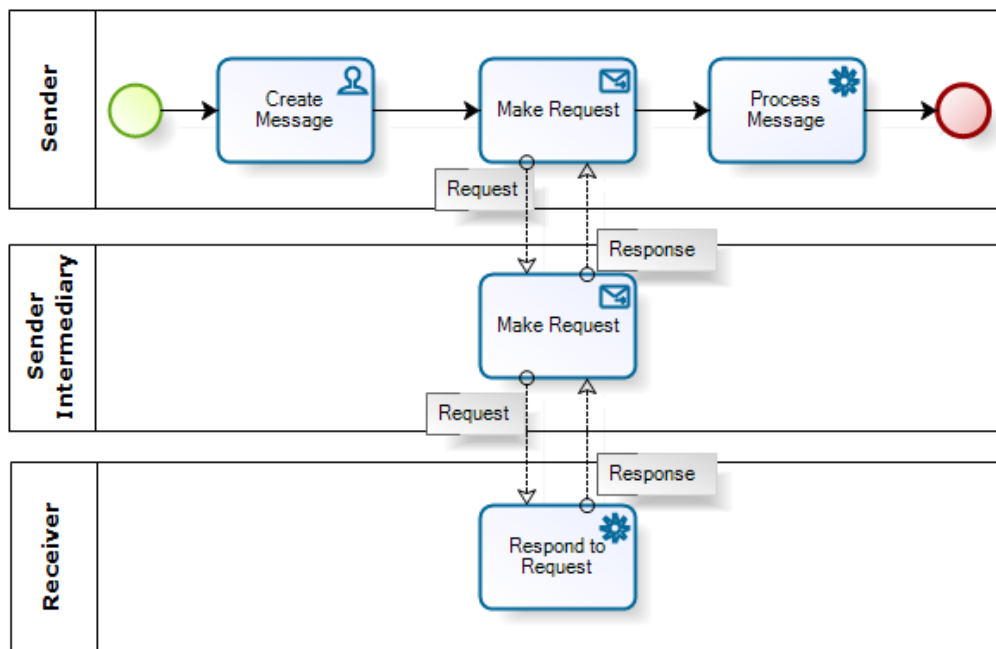 Sender
Create
Message
Make Request
Process
Message
Request
Response
Sender
Intermediary
Make Request
Request
Response
Receiver
Respond to
Request